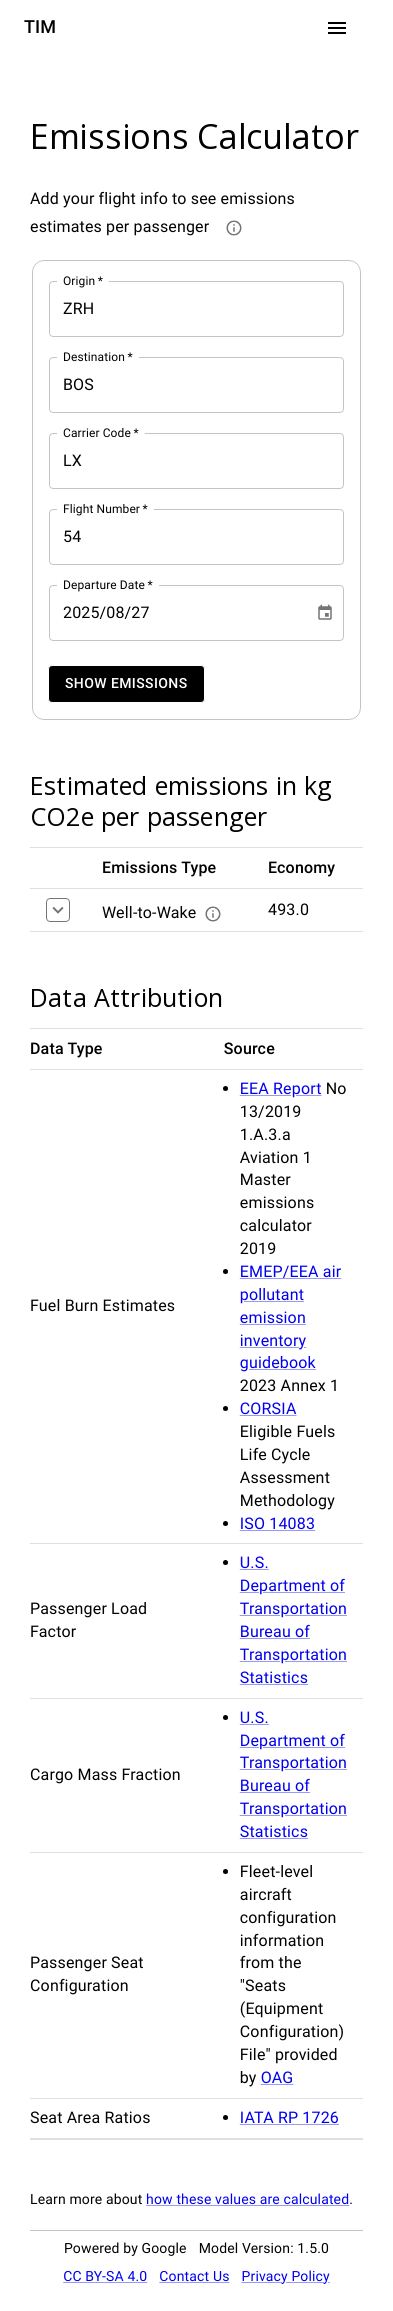 TIM
Emissions Calculator
Add your flight info to see emissions
estimates per passenger
Origin *
ZRH
Destination *
BOS
Carrier Code *
LX
Flight Number *
54
Departure Date *
2025/08/27
SHOW EMISSIONS
Estimated emissions in kg
CO2e per passenger
Emissions Type Economy
Well-to-Wake 493.0
Data Attribution
Data Type Source
Fuel Burn Estimates
• EEA Report No
13/2019
1.A.3.a
Aviation 1
Master
emissions
calculator
2019
• EMEP/EEA air
pollutant
emission
inventory
guidebook
2023 Annex 1
• CORSIA
Eligible Fuels
Life Cycle
Assessment
Methodology
• ISO 14083
Passenger Load
Factor
• U.S.
Department of
Transportation
Bureau of
Transportation
Statistics
Cargo Mass Fraction
• U.S.
Department of
Transportation
Bureau of
Transportation
Statistics
Passenger Seat
Configuration
• Fleet-level
aircraft
configuration
information
from the
"Seats
(Equipment
Configuration)
File" provided
by OAG
Seat Area Ratios
• IATA RP 1726
Learn more about how these values are calculated.
Powered by Google Model Version: 1.5.0
CC BY-SA 4.0 Contact Us Privacy Policy